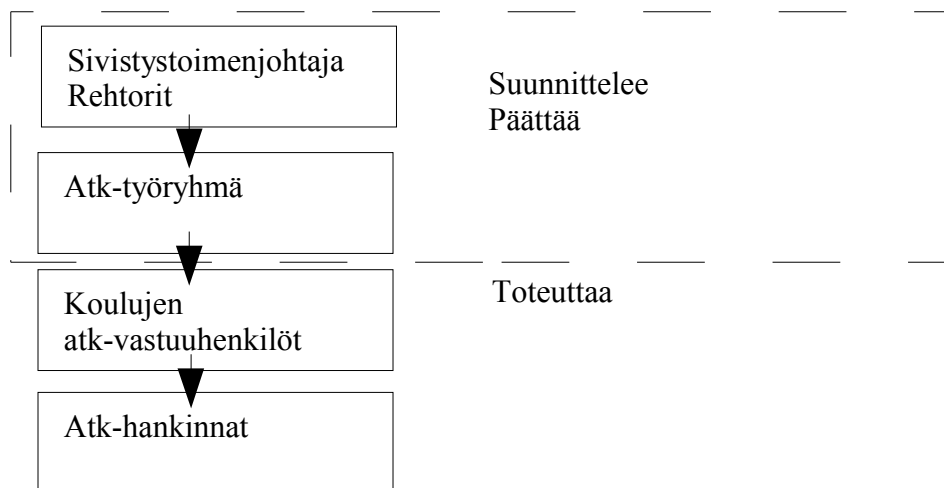 Sivistystoimenjohtaja
Rehtorit
Suunnittelee
Päättää
Atk-työryhmä
Toteuttaa
Koulujen
atk-vastuuhenkilöt
Atk-hankinnat